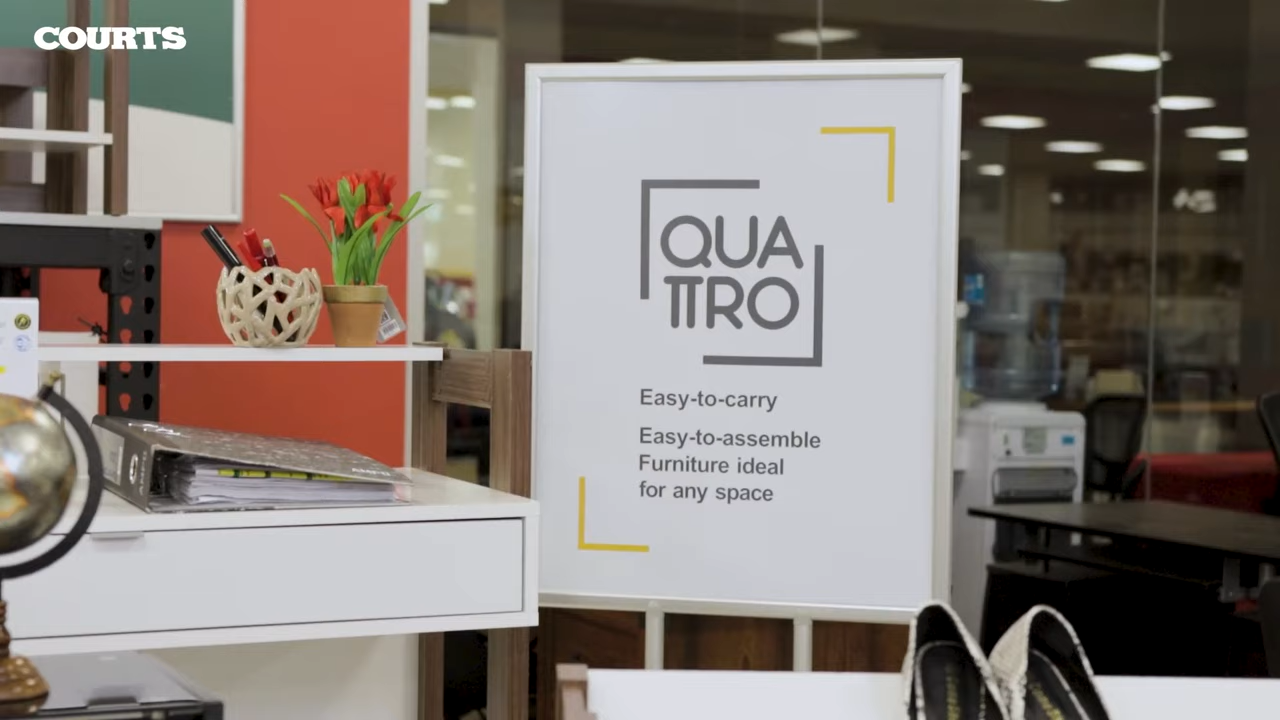 COURTS
QUA
TTRO
Easy-to-carry
Easy-to-assemble
Furniture ideal
for any space